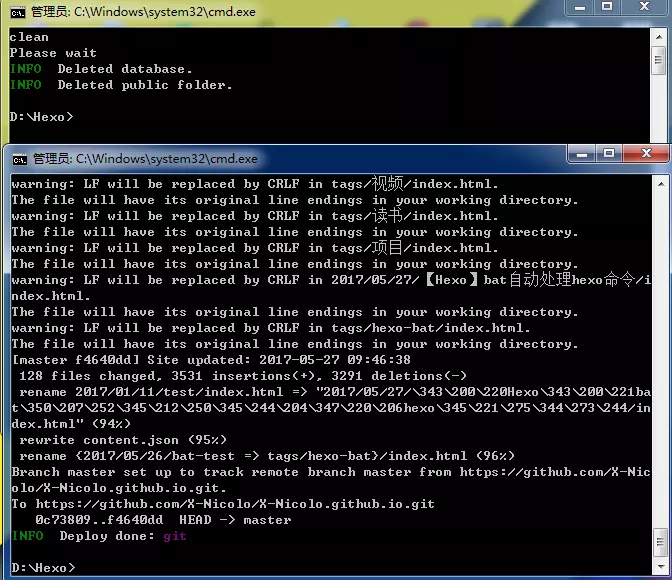 管理员: C:\Windows\system32\cmd.exe
clean
Please wait
INFO  Deleted database.
INFO  Deleted public folder.
D:\Hexo>
管理员: C:\Windows\system32\cmd.exe
warning: LF will be replaced by CRLF in tags/视频/index.html.
The file will have its original line endings in your working directory.
warning: LF will be replaced by CRLF in tags/读书/index.html.
The file will have its original line endings in your working directory.
warning: LF will be replaced by CRLF in tags/项目/index.html.
The file will have its original line endings in your working directory.
warning: LF will be replaced by CRLF in 2017/05/27/【Hexo】bat自动处理hexo命令/i
ndex.html.
The file will have its original line endings in your working directory.
warning: LF will be replaced by CRLF in tags/hexo-bat/index.html.
The file will have its original line endings in your working directory.
[master f4640dd] Site updated: 2017-05-27 09:46:38
 128 files changed, 3531 insertions(+), 3291 deletions(-)
 rename 2017/01/11/test/index.html => "2017/05/27/\343\200\220Hexo\343\200\221ba
t\350\207\252\345\212\250\345\244\204\347\220\206hexo\345\221\275\344\273\244/in
dex.html" (94%)
 rewrite content.json (95%)
 rename {2017/05/26/bat-test => tags/hexo-bat}/index.html (96%)
Branch master set up to track remote branch master from https://github.com/X-Nic
olo/X-Nicolo.github.io.git.
To https://github.com/X-Nicolo/X-Nicolo.github.io.git
   0c73809..f4640dd  HEAD -> master
INFO  Deploy done: git
D:\Hexo>